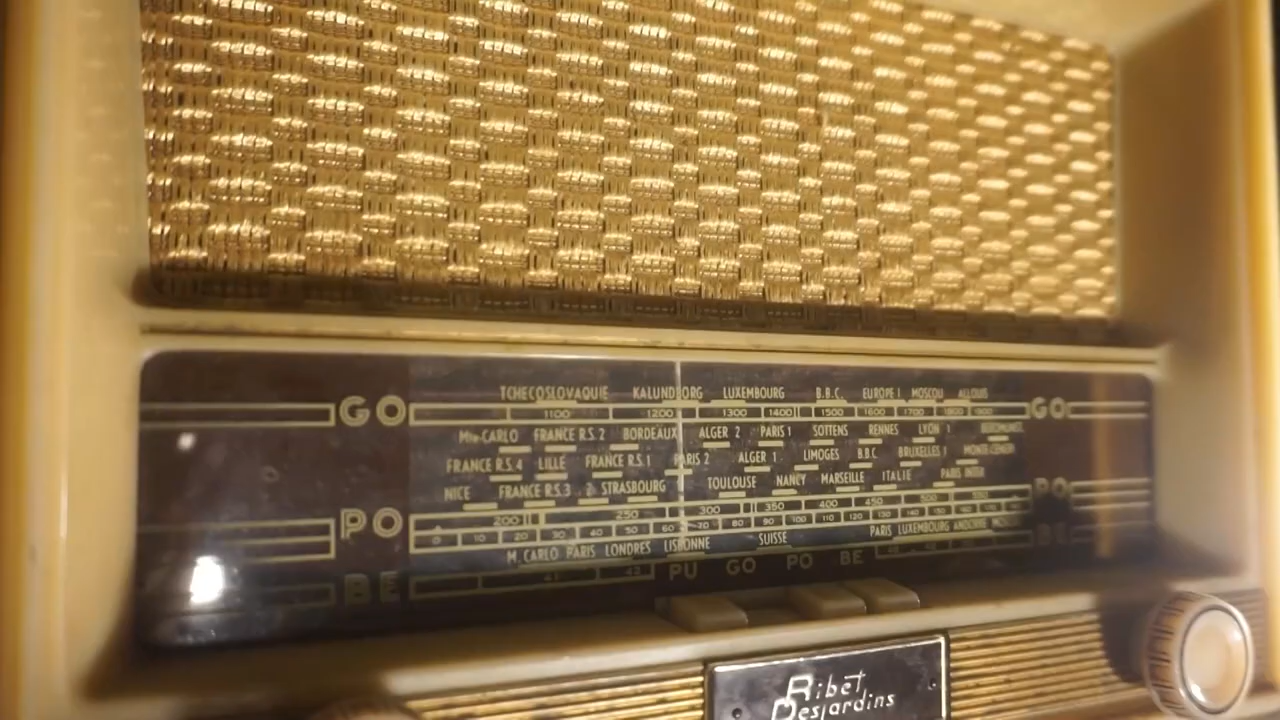 TCHECOSLOVAQUIE KALUNDBORG LUXEMBOURG B.B.C. EUROPE I MOSCOU ALLOUIS
GO 1100 1200 1300 1400 1500 1600 1700 1800 1900 GO
Mte-CARLO FRANCE R.S.2 BORDEAUX ALGER 2 PARIS 1 SOTTENS RENNES LYON 1 BEROMUNST.
FRANCE R.S.4 LILLE FRANCE R.S.1 PARIS 2 ALGER 1 LIMOGES B.B.C BRUXELLES 1 MONTE-CENERI
NICE FRANCE R.S.3 2 STRASBOURG TOULOUSE NANCY MARSEILLE ITALIE PARIS INTER
PO 200 250 300 350 400 450 500 550 PO
0 10 20 30 40 50 60 70 80 90 100 110 120 130 140 150 160
M.CARLO PARIS LONDRES LISBONNE SUISSE PARIS LUXEMBOURG ANDORRE
BE 41 42 PU GO PO BE BE
Ribet
Desjardins